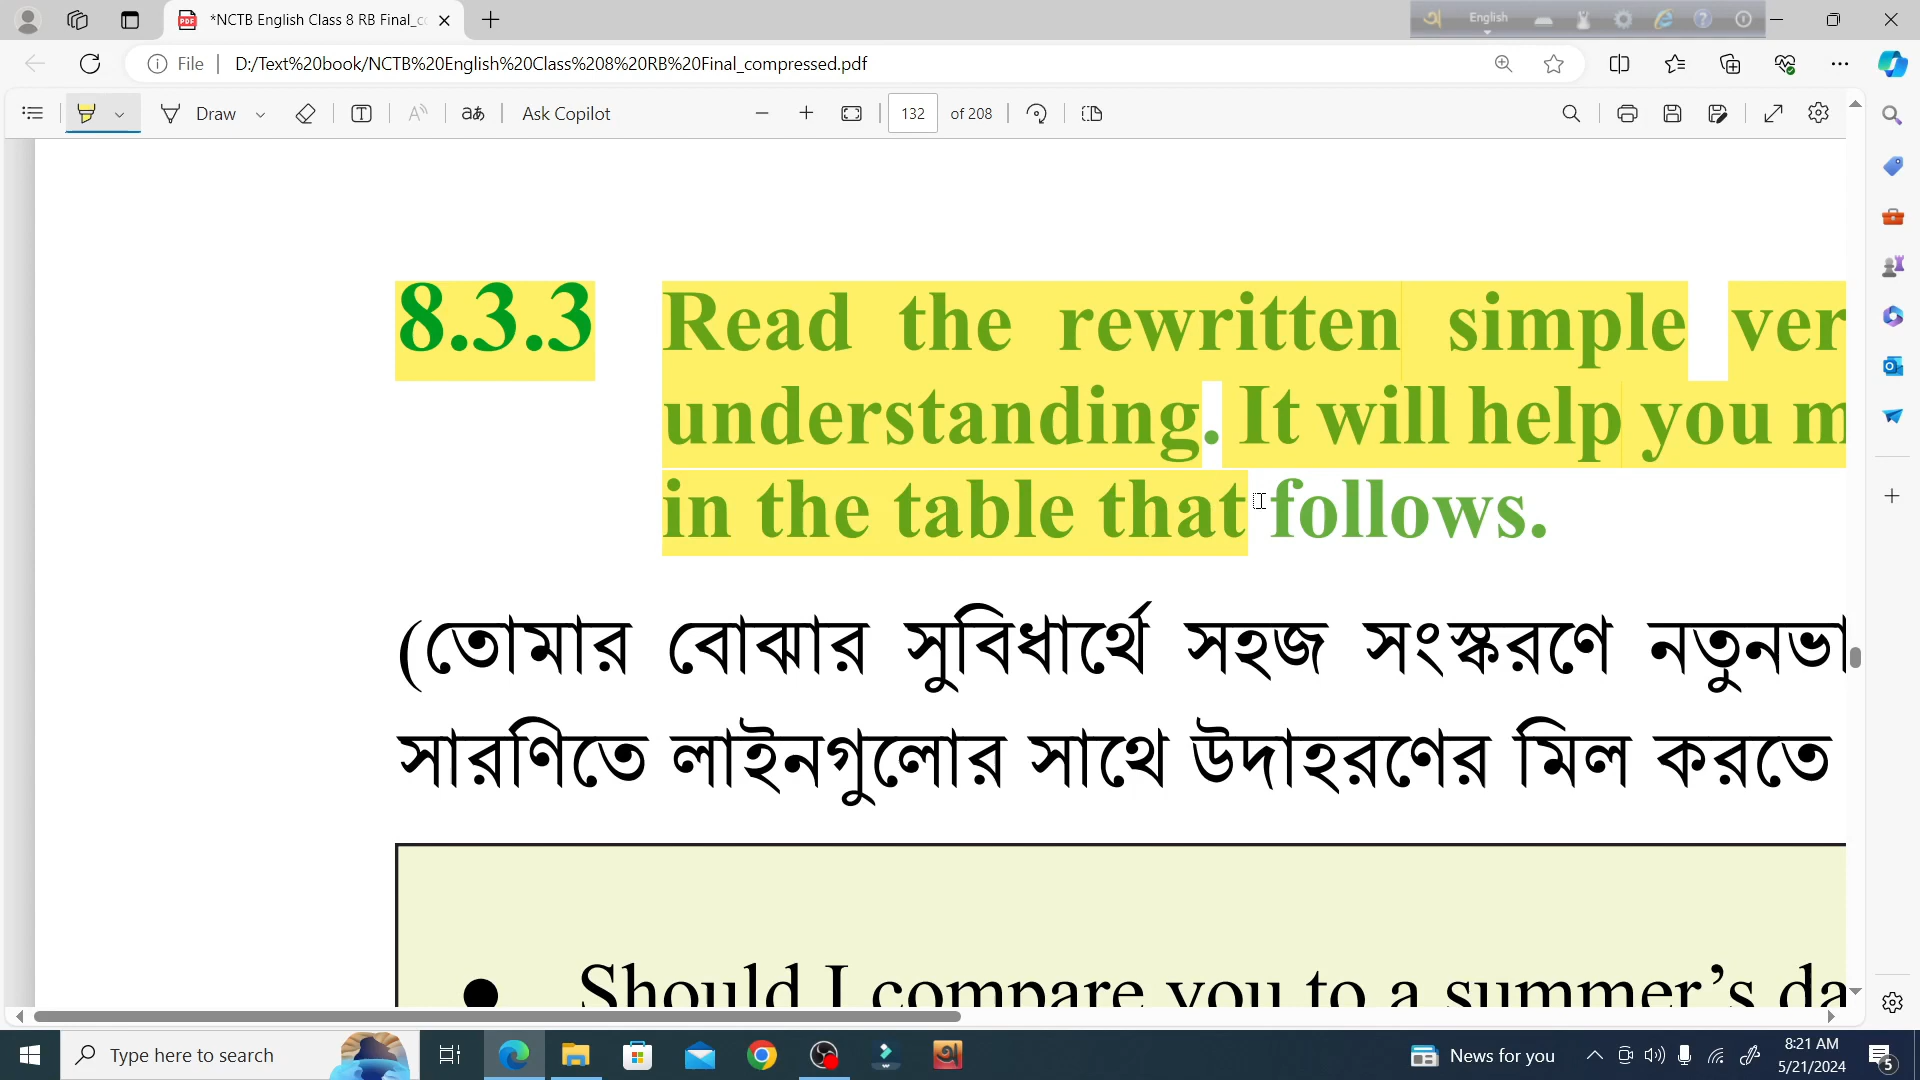 *NCTB English Class 8 RB Final_c
English
File
D:/Text%20book/NCTB%20English%20Class%208%20RB%20Final_compressed.pdf
Draw
Ask Copilot
132 of 208
8.3.3 Read the rewritten simple ver
understanding. It will help you m
in the table that follows.
(তোমার বোঝার সুবিধার্থে সহজ সংস্করণে নতুনভা
সারণিতে লাইনগুলোর সাথে উদাহরণের মিল করতে
• Should I compare you to a summer’s da
Type here to search
News for you
8:21 AM
5/21/2024
5